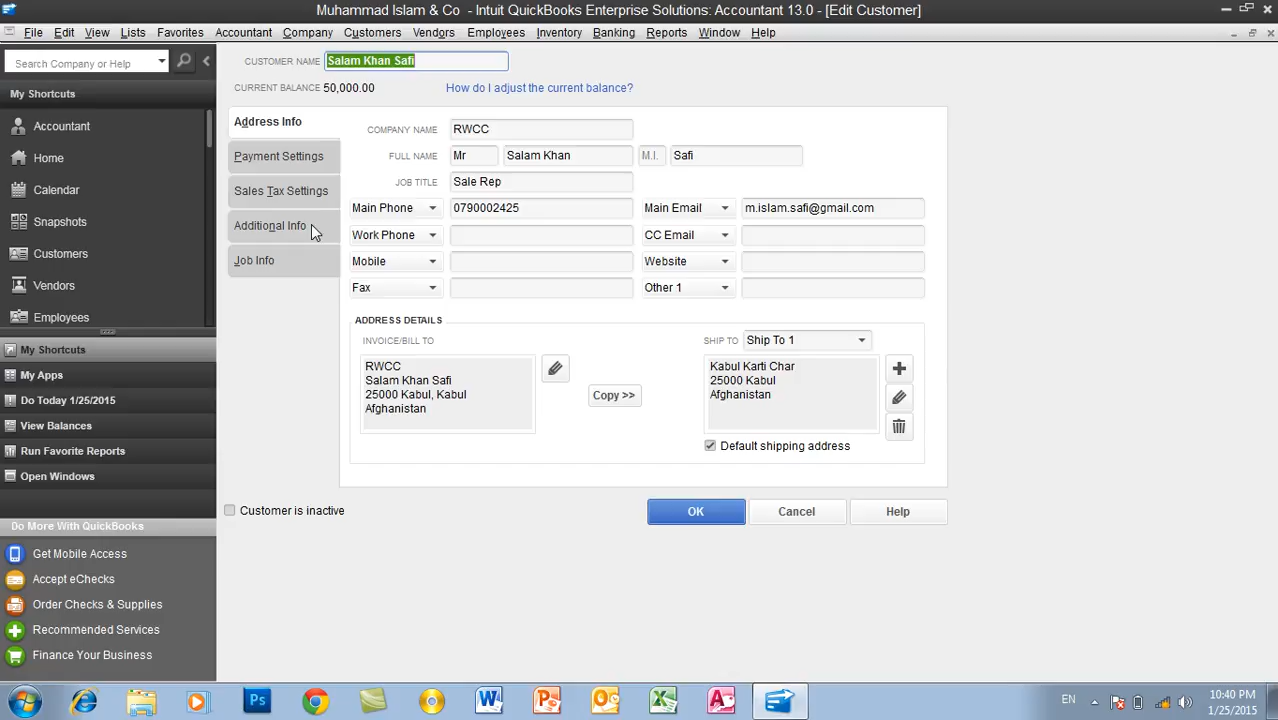 Muhammad Islam & Co - Intuit QuickBooks Enterprise Solutions: Accountant 13.0 - [Edit Customer]
File Edit View Lists Favorites Accountant Company Customers Vendors Employees Inventory Banking Reports Window Help
Search Company or Help
My Shortcuts
Accountant
Home
Calendar
Snapshots
Customers
Vendors
Employees
My Shortcuts
My Apps
Do Today 1/25/2015
View Balances
Run Favorite Reports
Open Windows
Do More With QuickBooks
Get Mobile Access
Accept eChecks
Order Checks & Supplies
Recommended Services
Finance Your Business
CUSTOMER NAME Salam Khan Safi
CURRENT BALANCE 50,000.00 How do I adjust the current balance?
Address Info
Payment Settings
Sales Tax Settings
Additional Info
Job Info
COMPANY NAME RWCC
FULL NAME Mr Salam Khan M.I. Safi
JOB TITLE Sale Rep
Main Phone 0790002425 Main Email m.islam.safi@gmail.com
Work Phone CC Email
Mobile Website
Fax Other 1
ADDRESS DETAILS
INVOICE/BILL TO
RWCC
Salam Khan Safi
25000 Kabul, Kabul
Afghanistan
Copy >>
SHIP TO Ship To 1
Kabul Karti Char
25000 Kabul
Afghanistan
Default shipping address
Customer is inactive
OK Cancel Help
EN
10:40 PM
1/25/2015